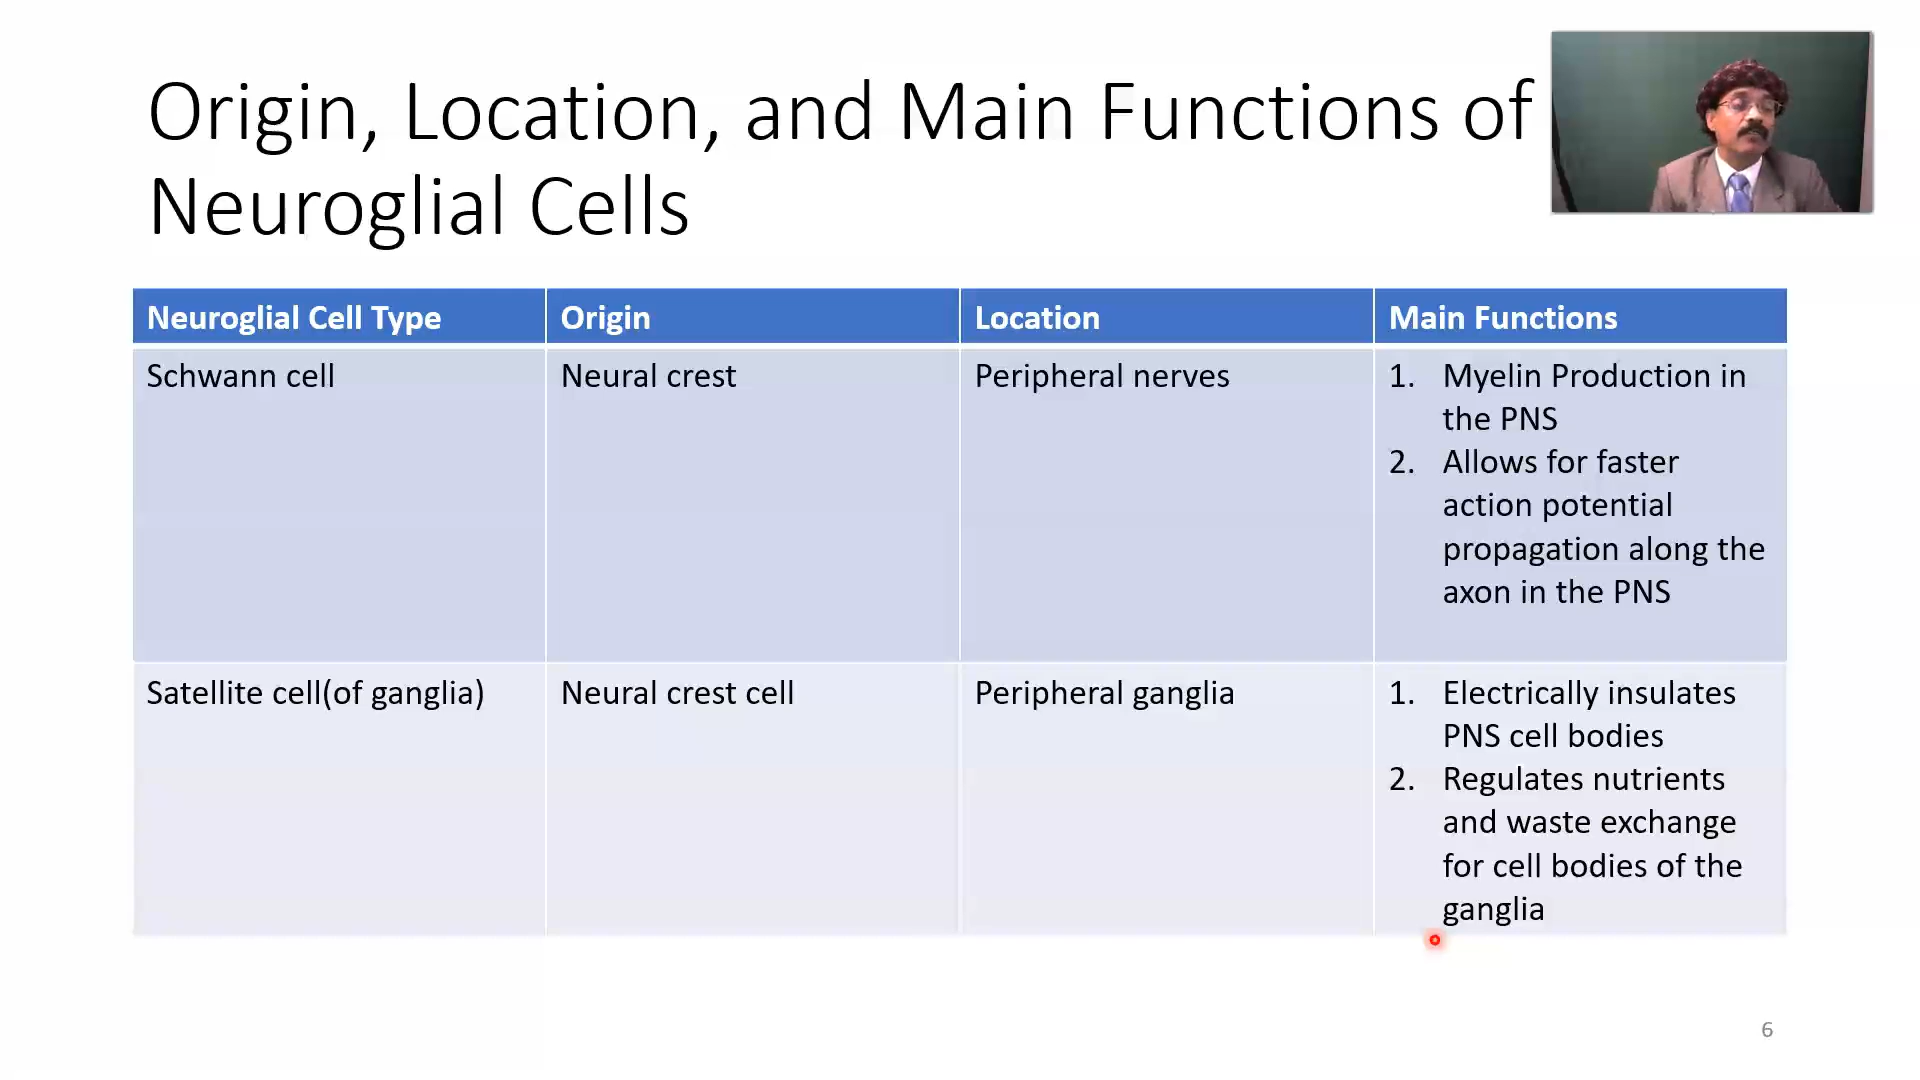 Origin, Location, and Main Functions of
Neuroglial Cells
Neuroglial Cell Type
Origin
Location
Main Functions
Schwann cell
Neural crest
Peripheral nerves
1. Myelin Production in
the PNS
2. Allows for faster
action potential
propagation along the
axon in the PNS
Satellite cell(of ganglia)
Neural crest cell
Peripheral ganglia
1. Electrically insulates
PNS cell bodies
2. Regulates nutrients
and waste exchange
for cell bodies of the
ganglia
6